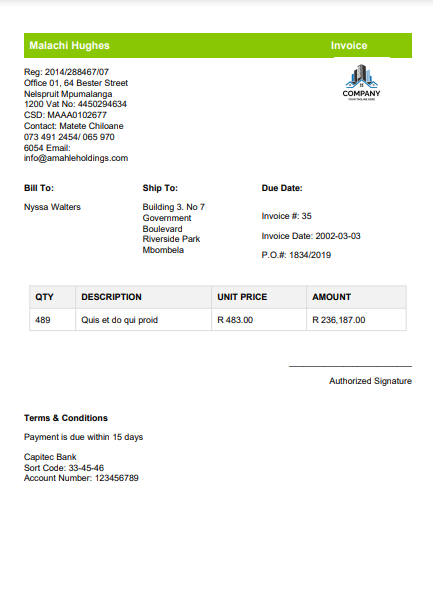 Malachi Hughes
Invoice
Reg: 2014/288467/07
Office 01, 64 Bester Street
Nelspruit Mpumalanga
1200 Vat No: 4450294634
CSD: MAAA0102677
Contact: Matete Chiloane
073 491 2454/ 065 970
6054 Email:
info@amahleholdings.com
COMPANY
YOUR TAGLINE HERE
Bill To:
Nyssa Walters
Ship To:
Building 3. No 7
Government
Boulevard
Riverside Park
Mbombela
Due Date:
Invoice #: 35
Invoice Date: 2002-03-03
P.O.#: 1834/2019
QTY DESCRIPTION UNIT PRICE AMOUNT
489 Quis et do qui proid R 483.00 R 236,187.00
Authorized Signature
Terms & Conditions
Payment is due within 15 days
Capitec Bank
Sort Code: 33-45-46
Account Number: 123456789